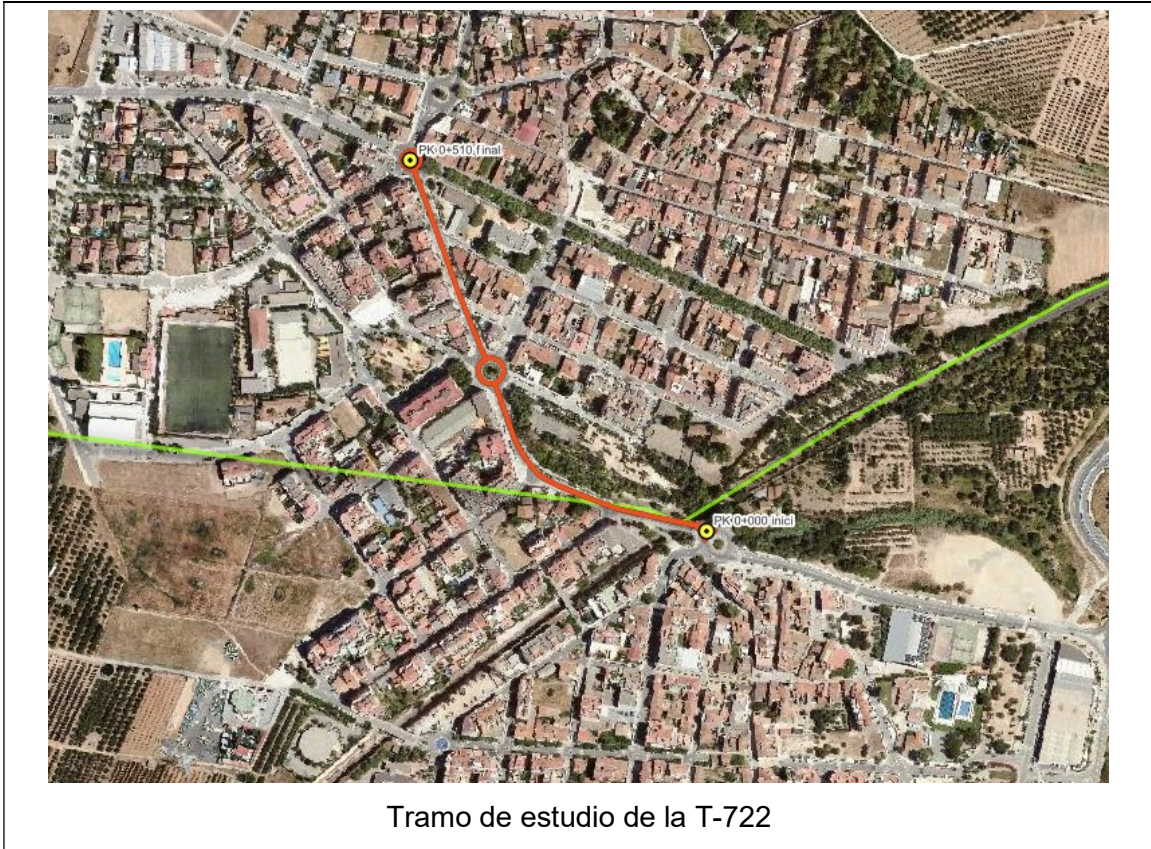 PK 0+510 final
PK 0+000 inici
Tramo de estudio de la T-722